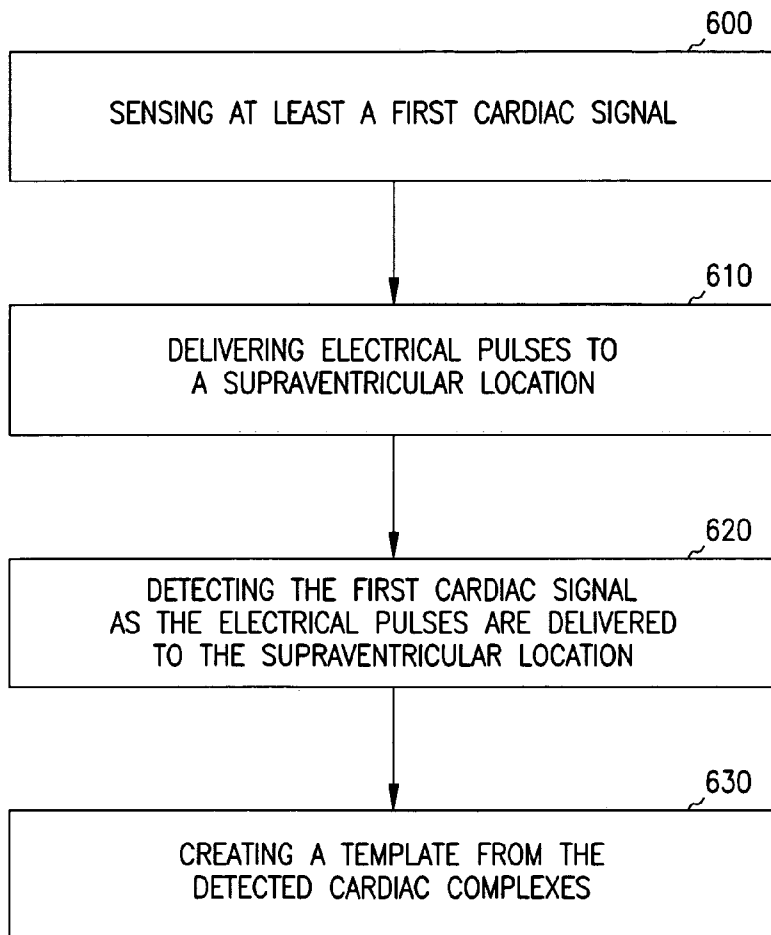 600
SENSING AT LEAST A FIRST CARDIAC SIGNAL
610
DELIVERING ELECTRICAL PULSES TO
A SUPRAVENTRICULAR LOCATION
620
DETECTING THE FIRST CARDIAC SIGNAL
AS THE ELECTRICAL PULSES ARE DELIVERED
TO THE SUPRAVENTRICULAR LOCATION
630
CREATING A TEMPLATE FROM THE
DETECTED CARDIAC COMPLEXES